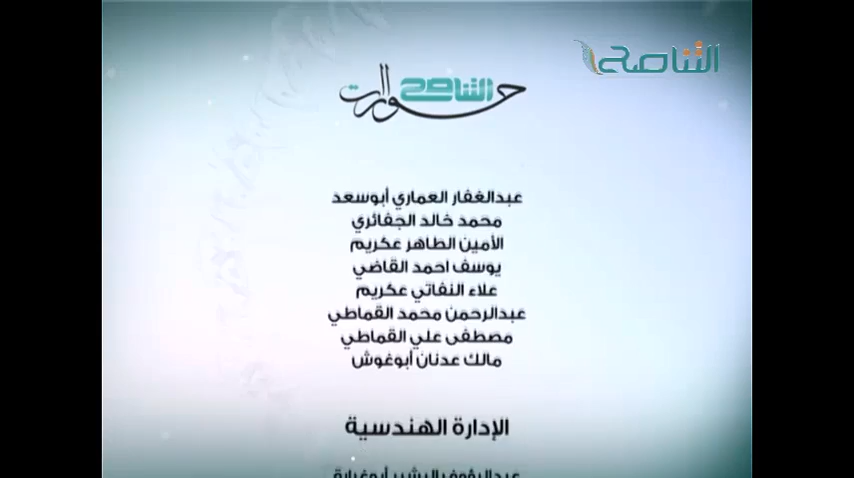 التناصح
حوارات التناصح
عبدالغفار العماري أبوسعد
محمد خالد الجفائري
الأمين الطاهر عكريم
يوسف احمد القاضي
علاء النفاتي عكريم
عبدالرحمن محمد القماطي
مصطفى علي القماطي
مالك عدنان أبوغوش
الإدارة الهندسية